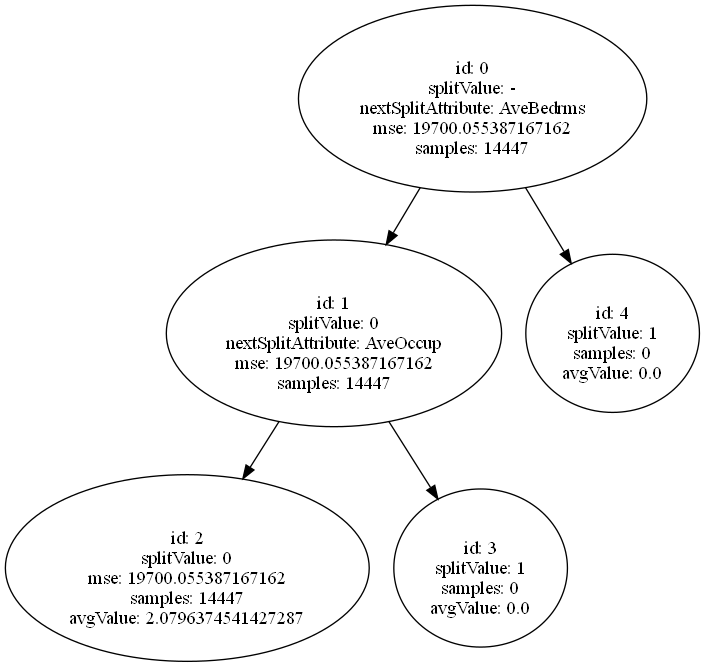 id: 0
splitValue: -
nextSplitAttribute: AveBedrms
mse: 19700.055387167162
samples: 14447
id: 1
splitValue: 0
nextSplitAttribute: AveOccup
mse: 19700.055387167162
samples: 14447
id: 4
splitValue: 1
samples: 0
avgValue: 0.0
id: 2
splitValue: 0
mse: 19700.055387167162
samples: 14447
avgValue: 2.0796374541427287
id: 3
splitValue: 1
samples: 0
avgValue: 0.0